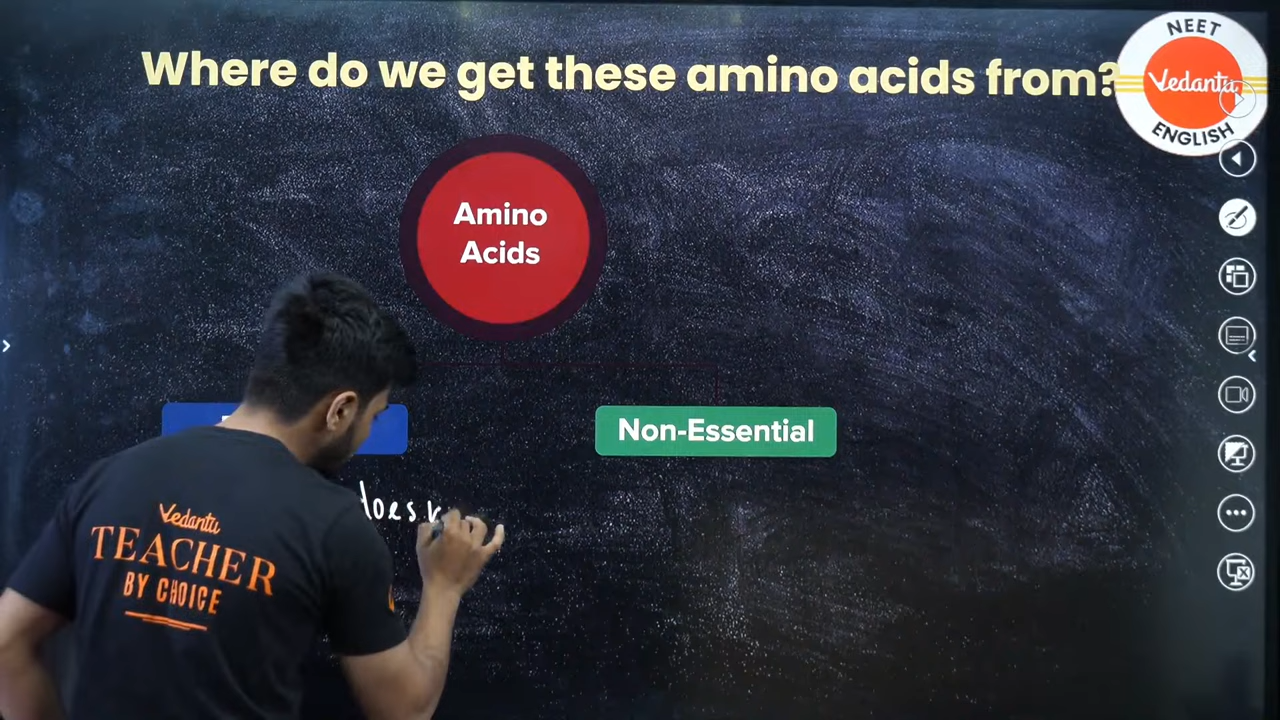 Where do we get these amino acids from?
NEET
Vedantu
ENGLISH
Amino
Acids
Non-Essential
does
Vedantu
TEACHER
BY CHOICE